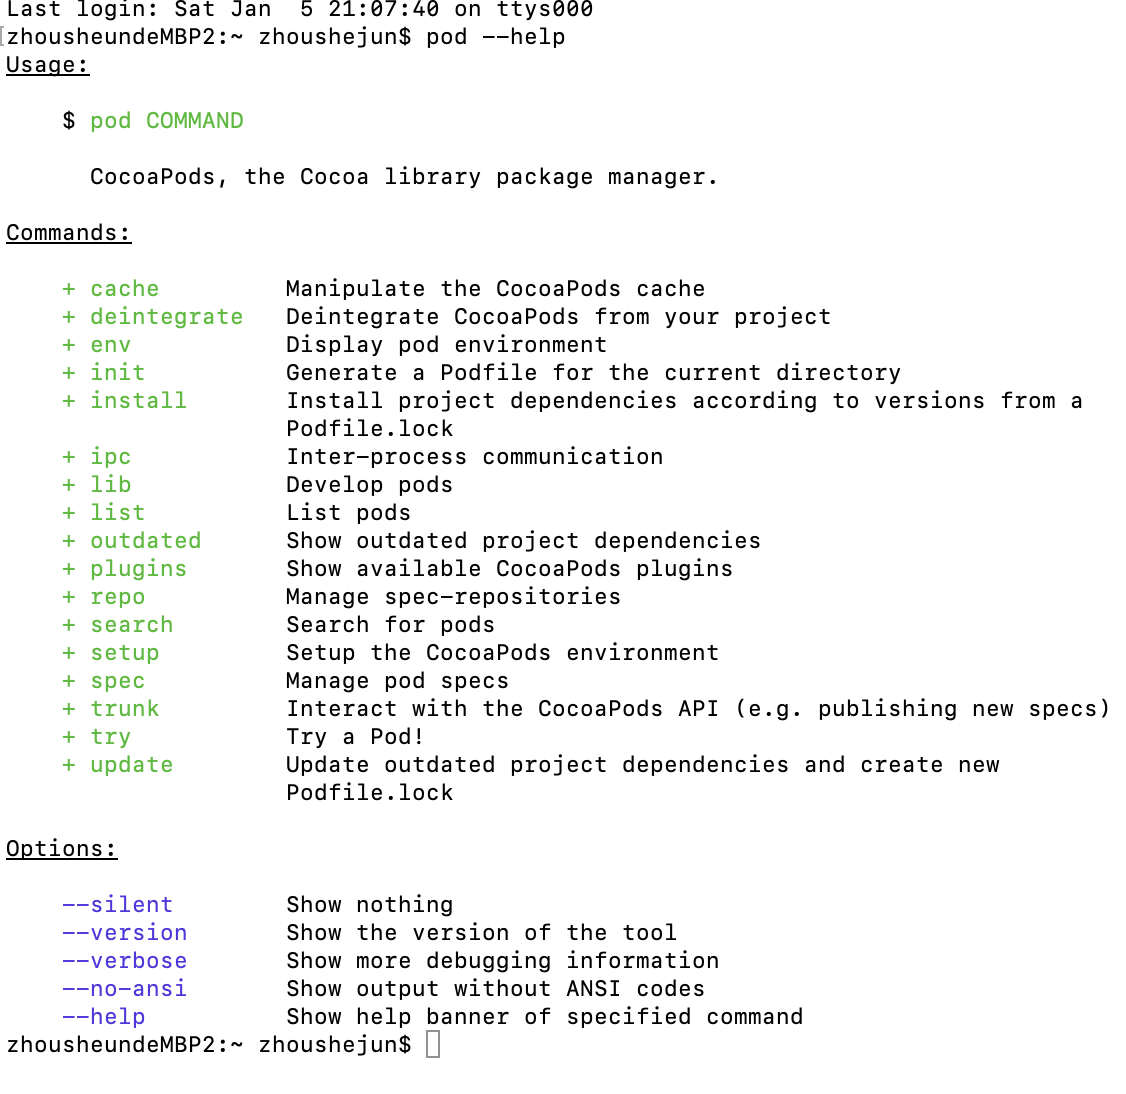 Last login: Sat Jan  5 21:07:40 on ttys000
[zhousheundeMBP2:~ zhoushejun$ pod --help
Usage:
$ pod COMMAND
CocoaPods, the Cocoa library package manager.
Commands:
+ cache         Manipulate the CocoaPods cache
+ deintegrate   Deintegrate CocoaPods from your project
+ env           Display pod environment
+ init          Generate a Podfile for the current directory
+ install       Install project dependencies according to versions from a
Podfile.lock
+ ipc           Inter-process communication
+ lib           Develop pods
+ list          List pods
+ outdated      Show outdated project dependencies
+ plugins       Show available CocoaPods plugins
+ repo          Manage spec-repositories
+ search        Search for pods
+ setup         Setup the CocoaPods environment
+ spec          Manage pod specs
+ trunk         Interact with the CocoaPods API (e.g. publishing new specs)
+ try           Try a Pod!
+ update        Update outdated project dependencies and create new
Podfile.lock
Options:
--silent        Show nothing
--version       Show the version of the tool
--verbose       Show more debugging information
--no-ansi       Show output without ANSI codes
--help          Show help banner of specified command
zhousheundeMBP2:~ zhoushejun$